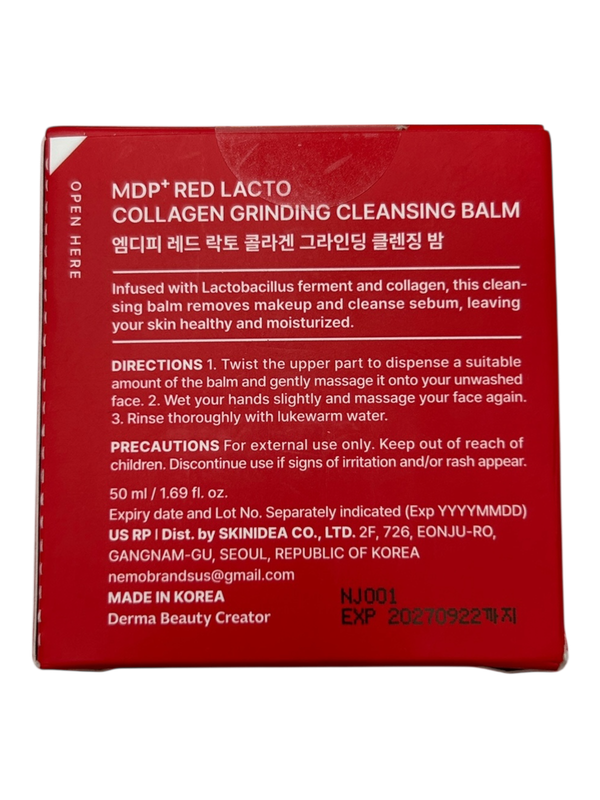 OPEN HERE
MDP+ RED LACTO
COLLAGEN GRINDING CLEANSING BALM
엠디피 레드 락토 콜라겐 그라인딩 클렌징 밤
Infused with Lactobacillus ferment and collagen, this clean-
sing balm removes makeup and cleanse sebum, leaving
your skin healthy and moisturized.
DIRECTIONS 1. Twist the upper part to dispense a suitable
amount of the balm and gently massage it onto your unwashed
face. 2. Wet your hands slightly and massage your face again.
3. Rinse thoroughly with lukewarm water.
PRECAUTIONS For external use only. Keep out of reach of
children. Discontinue use if signs of irritation and/or rash appear.
50 ml / 1.69 fl. oz.
Expiry date and Lot No. Separately indicated (Exp YYYYMMDD)
US RP | Dist. by SKINIDEA CO., LTD. 2F, 726, EONJU-RO,
GANGNAM-GU, SEOUL, REPUBLIC OF KOREA
nemobrandsus@gmail.com
MADE IN KOREA
Derma Beauty Creator
NJ001
EXP 20270922까지